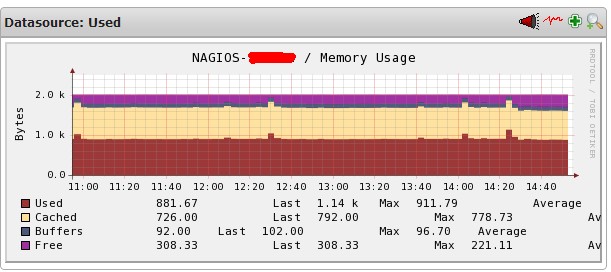 Datasource: Used
NAGIOS- / Memory Usage
RRDTOOL / TOBI OETIKER
Bytes
2.0 k
1.0 k
0.0
11:00 11:20 11:40 12:00 12:20 12:40 13:00 13:20 13:40 14:00 14:20 14:40
Used 881.67 Last 1.14 k Max 911.79 Average
Cached 726.00 Last 792.00 Max 778.73 Av
Buffers 92.00 Last 102.00 Max 96.70 Average
Free 308.33 Last 308.33 Max 221.11 Av